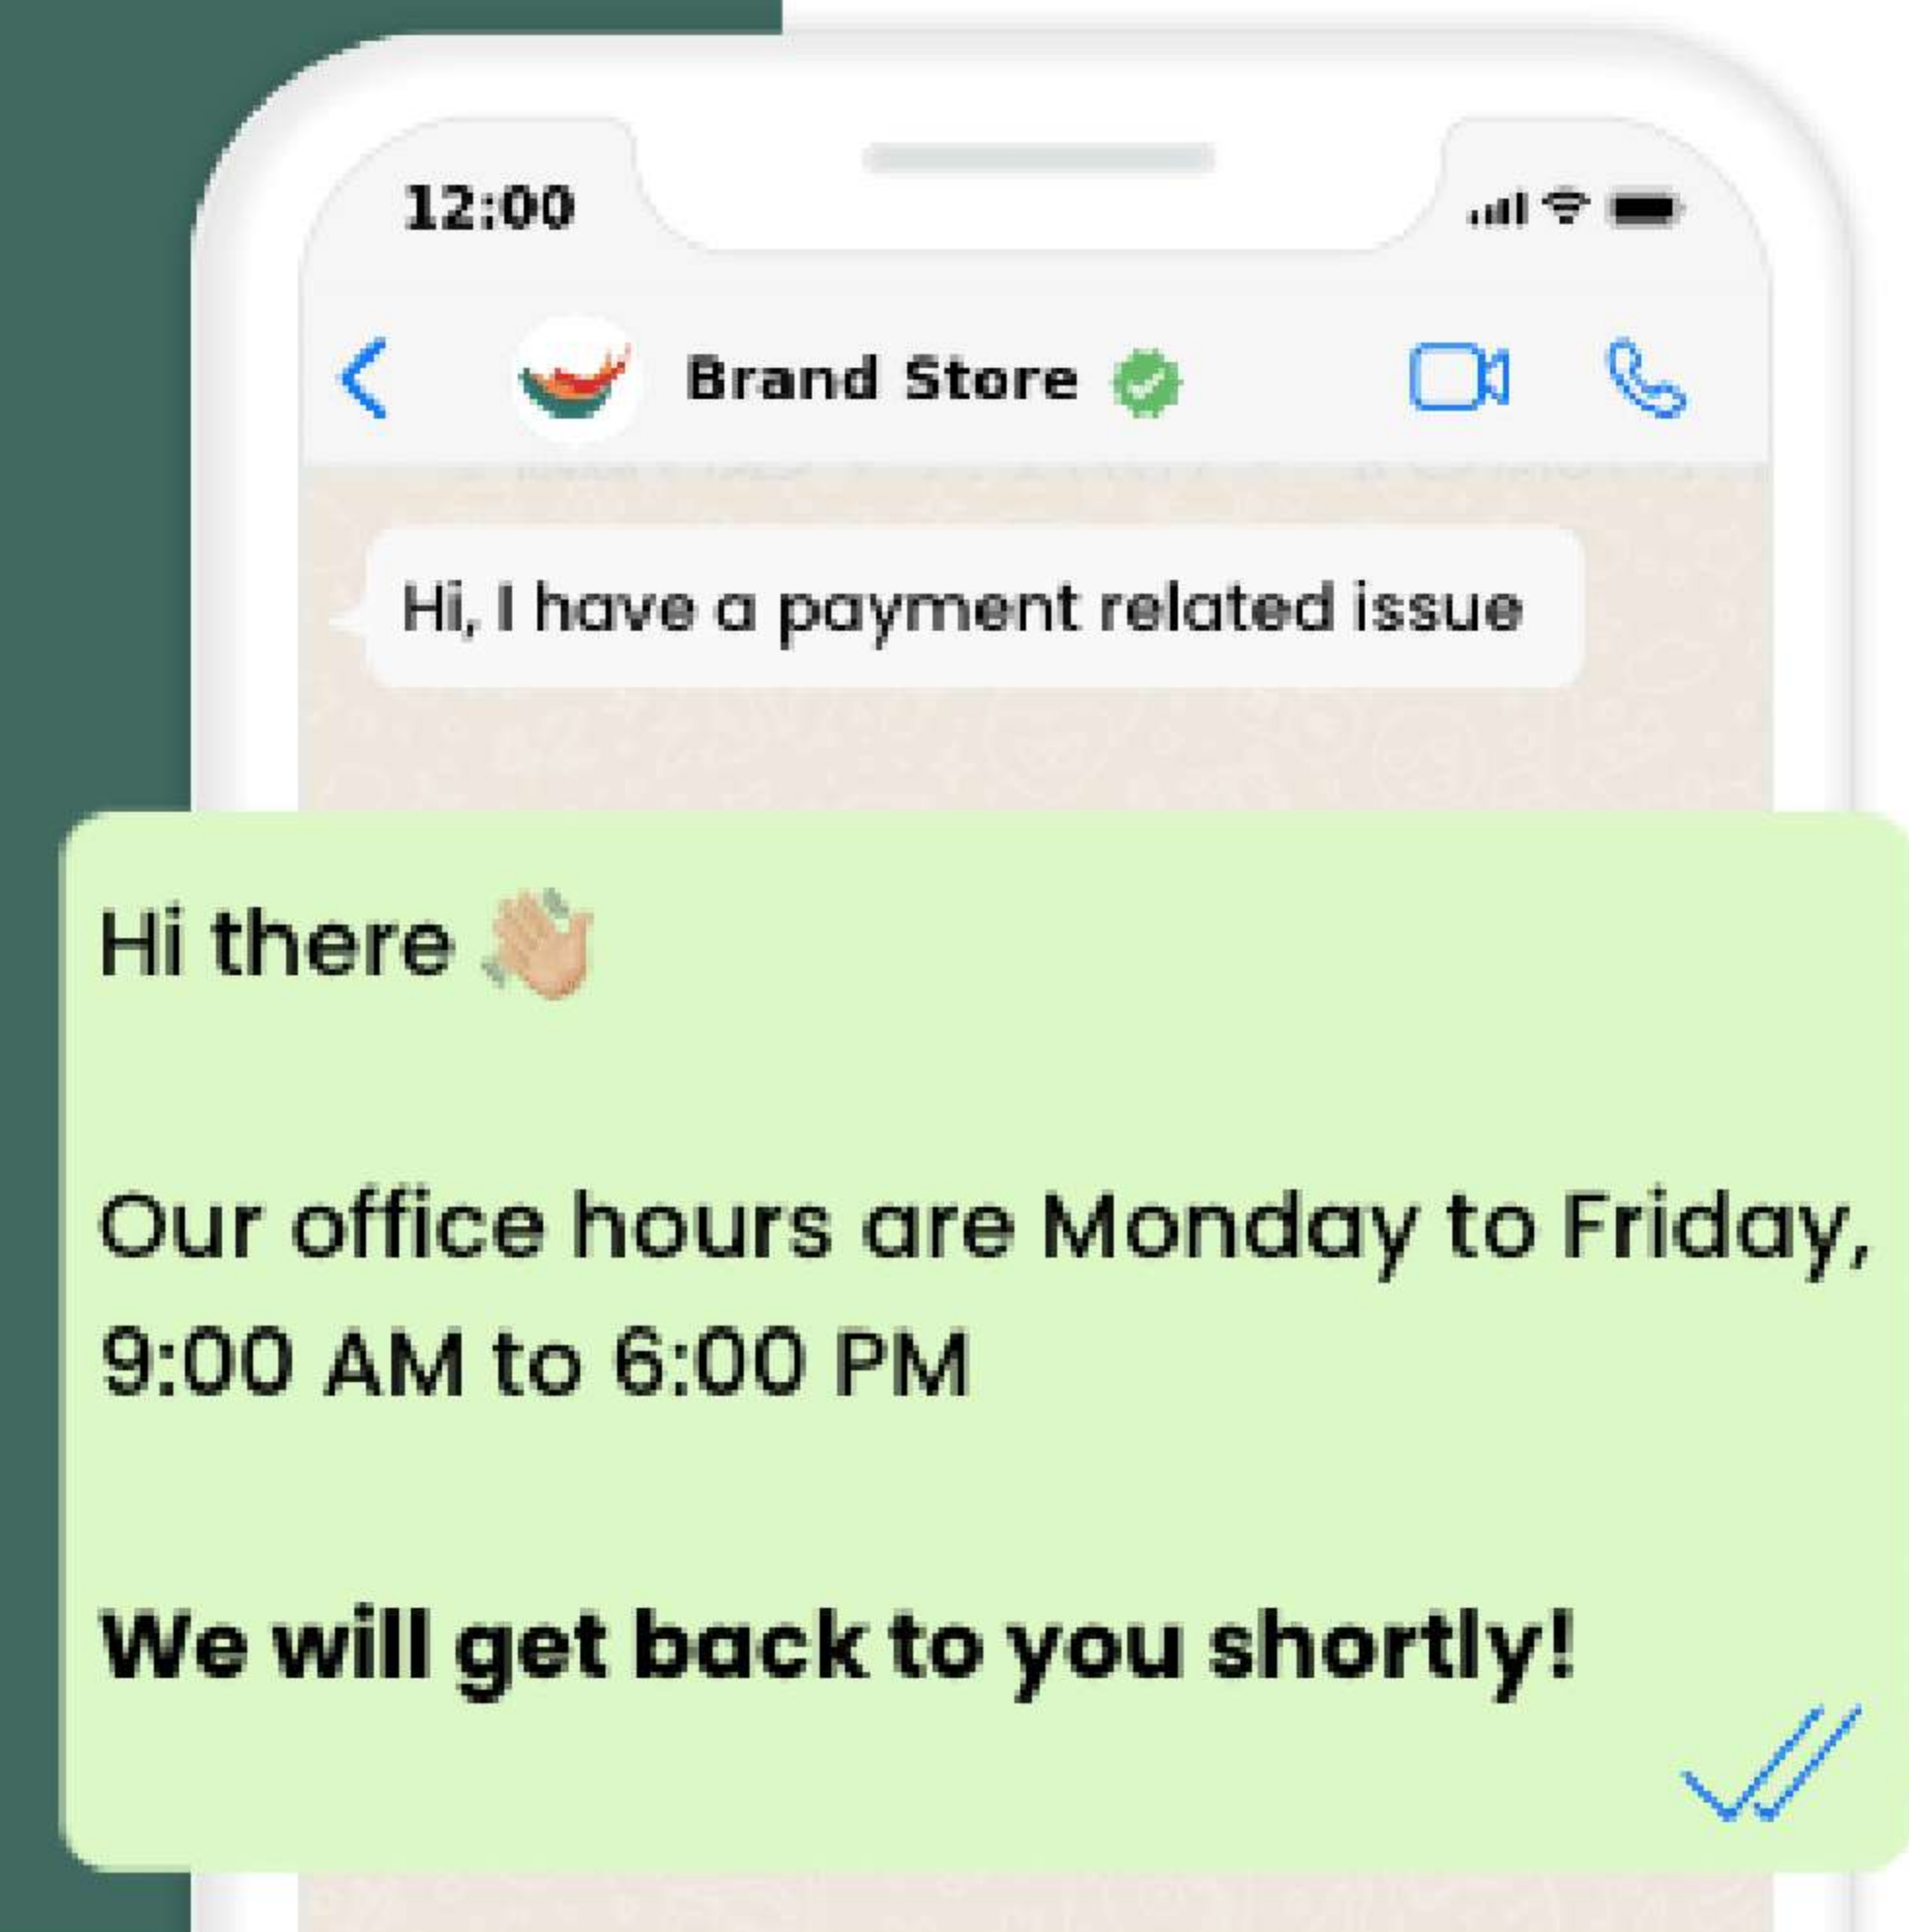 12:00
Brand Store
Hi, I have a payment related issue
Hi there 👋🏼
Our office hours are Monday to Friday,
9:00 AM to 6:00 PM
We will get back to you shortly!